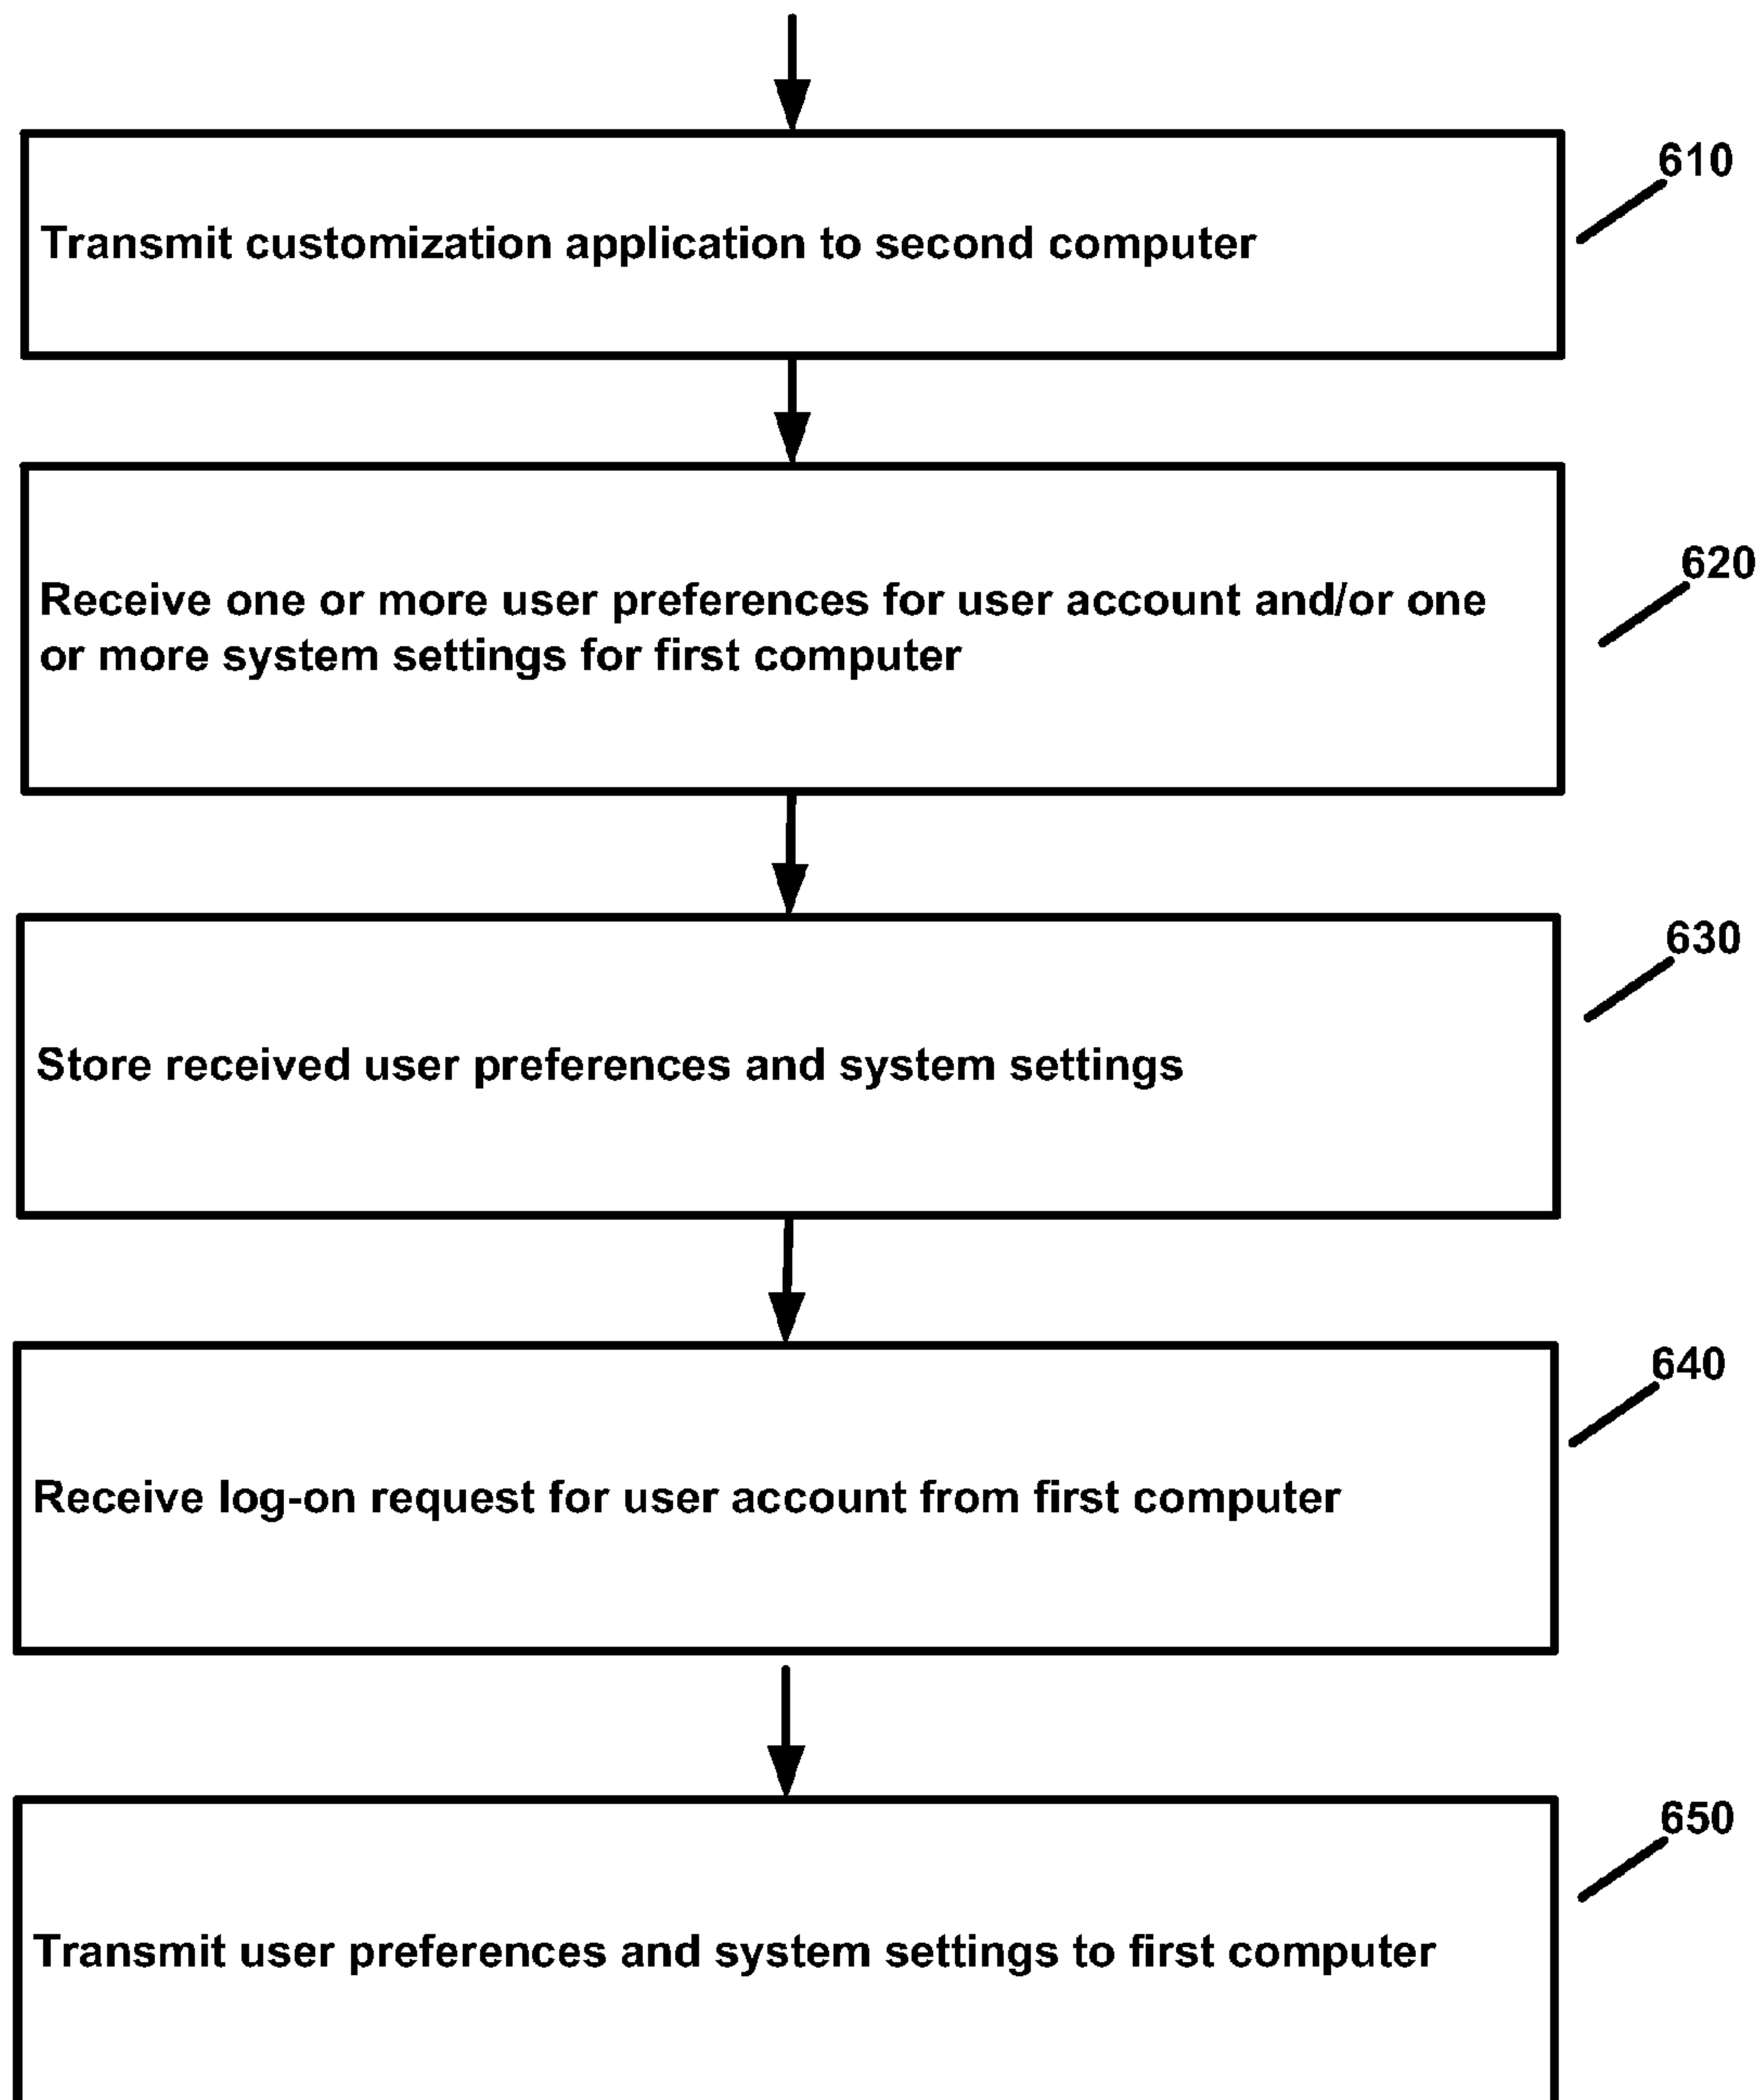 610
Transmit customization application to second computer
620
Receive one or more user preferences for user account and/or one
or more system settings for first computer
630
Store received user preferences and system settings
640
Receive log-on request for user account from first computer
650
Transmit user preferences and system settings to first computer